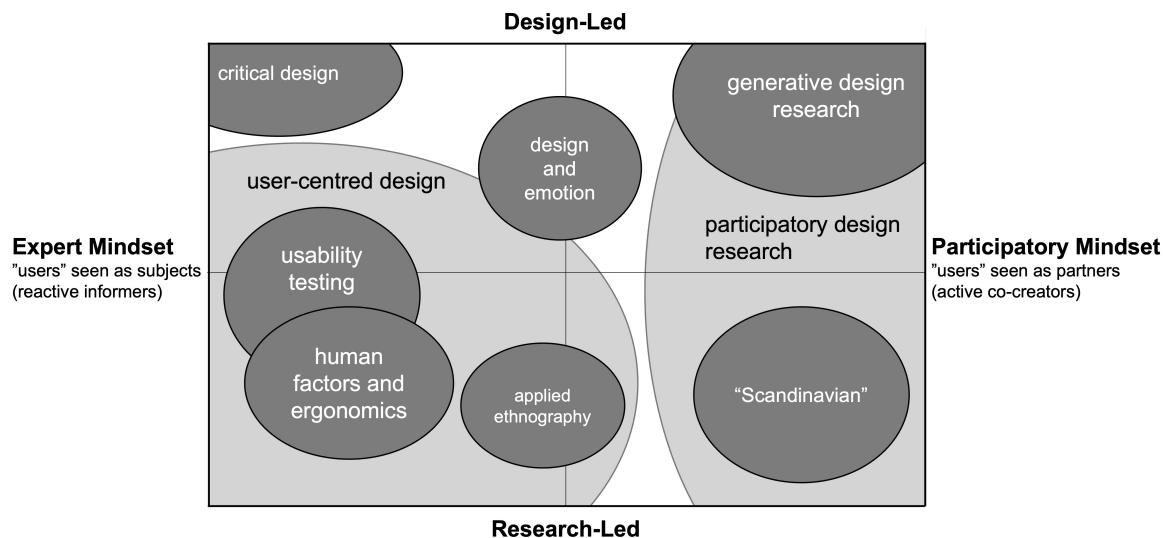 Design-Led
critical design
generative design
research
design
and
emotion
user-centred design
participatory design
research
Expert Mindset
”users” seen as subjects
(reactive informers)
Participatory Mindset
”users” seen as partners
(active co-creators)
usability
testing
human
factors and
ergonomics
applied
ethnography
“Scandinavian”
Research-Led